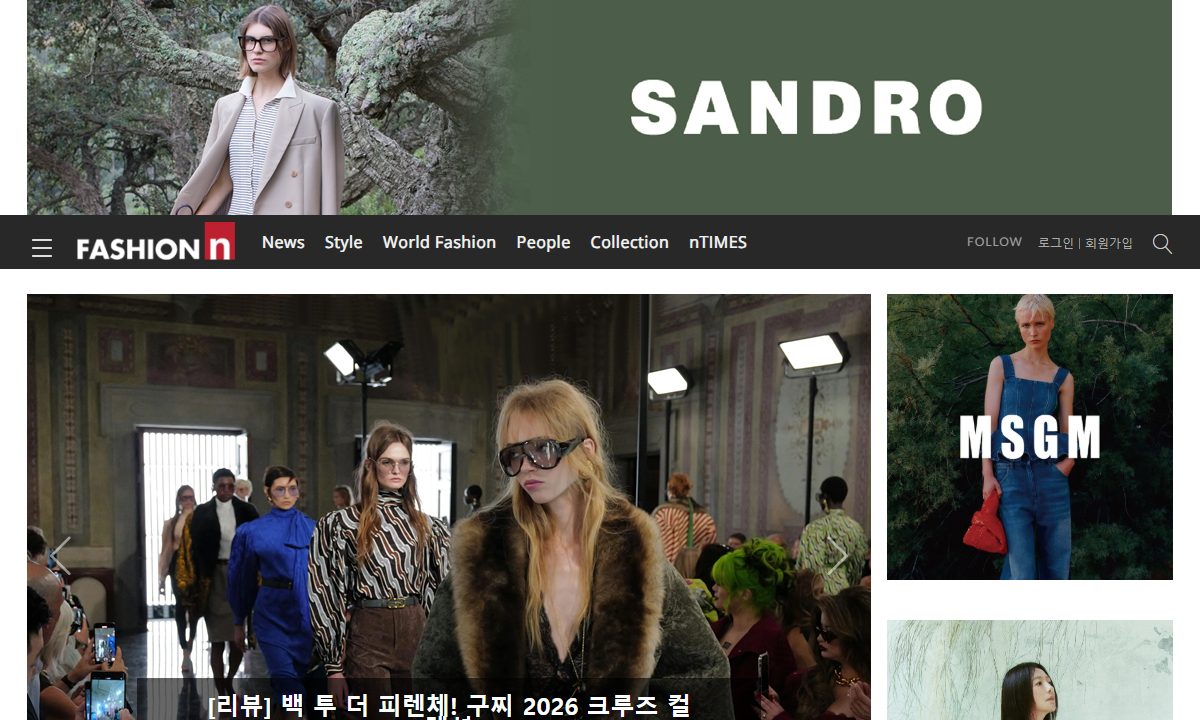 SANDRO
FASHION n
News Style World Fashion People Collection nTIMES
FOLLOW 로그인 | 회원가입
MSGM
[리뷰] 백 투 더 피렌체! 구찌 2026 크루즈 컬